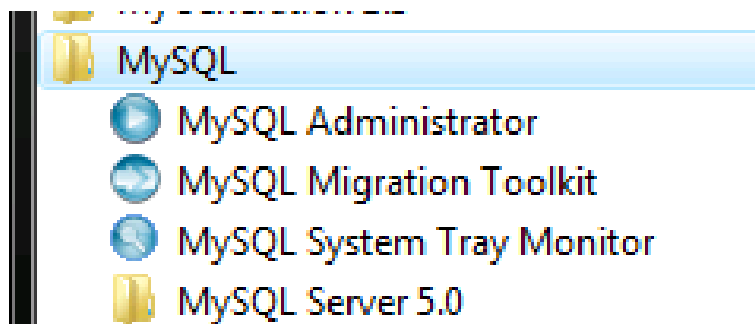 MySQL
MySQL Administrator
MySQL Migration Toolkit
MySQL System Tray Monitor
MySQL Server 5.0